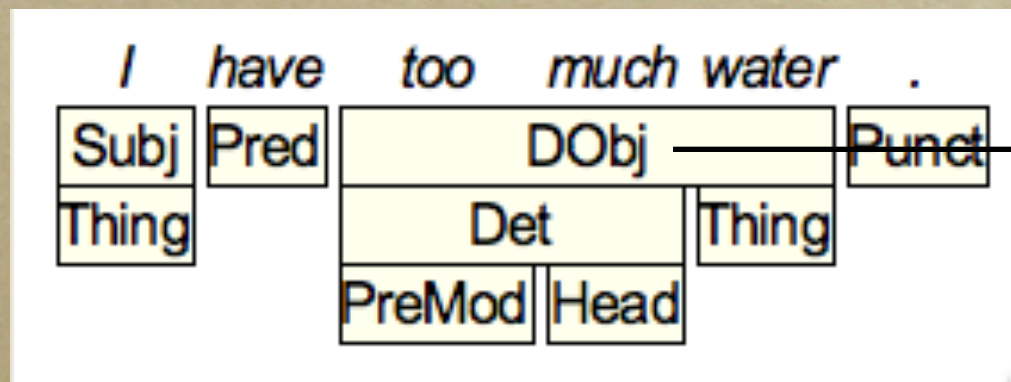 I have too much water .
Subj Pred DObj Punct
Thing Det Thing
PreMod Head